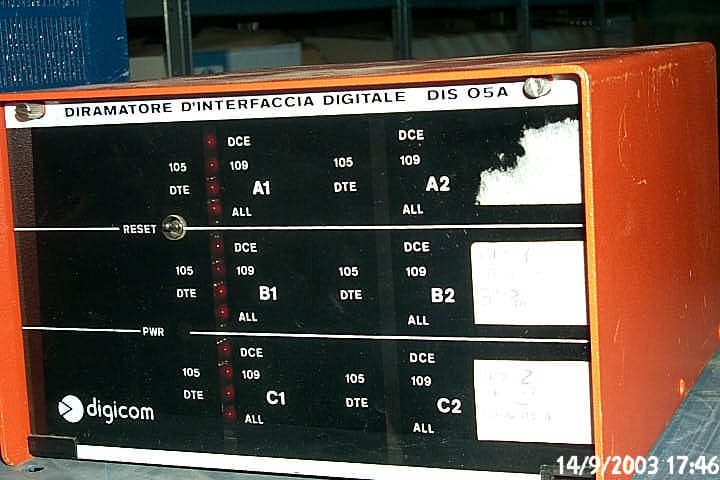 DIRAMATORE D'INTERFACCIA DIGITALE DIS 05A
DCE DCE
105 109 105 109
DTE A1 DTE A2
ALL ALL
RESET
DCE DCE
105 109 105 109
DTE B1 DTE B2
ALL ALL
PWR
DCE DCE
105 109 105 109
DTE C1 DTE C2
digicom ALL ALL
14/9/2003 17:46